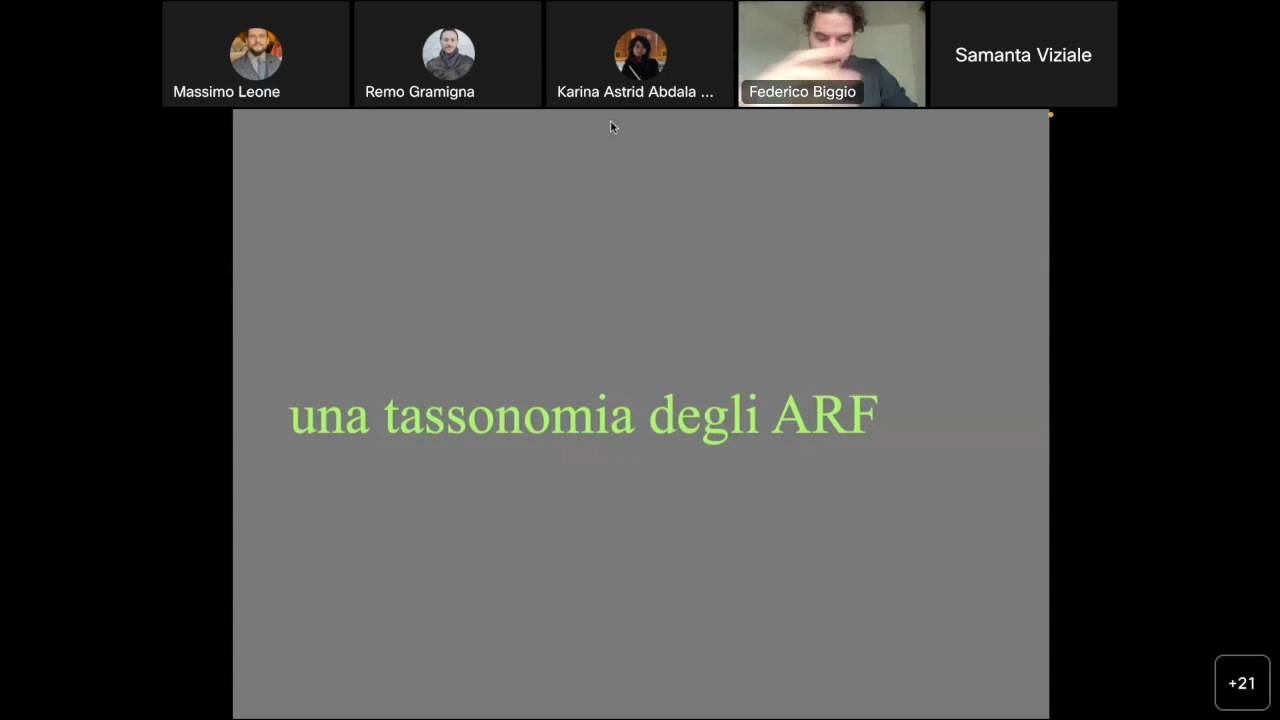 Massimo Leone
Remo Gramigna
Karina Astrid Abdala ...
Federico Biggio
Samanta Viziale
una tassonomia degli ARF
+21